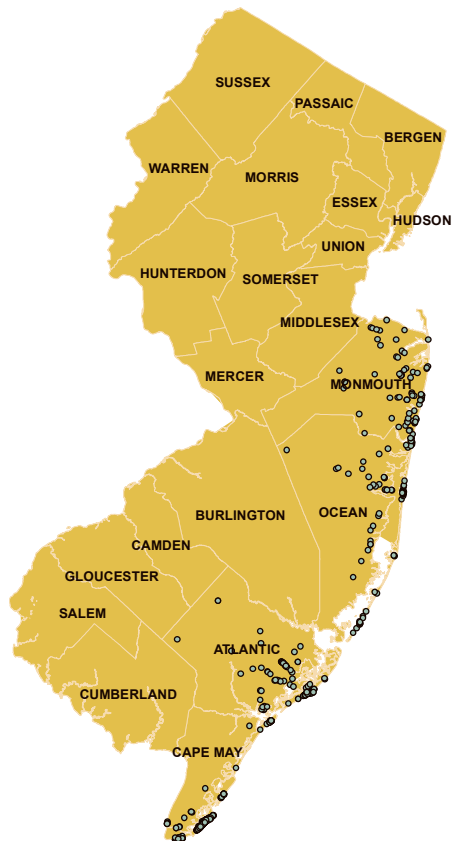 SUSSEX
PASSAIC
BERGEN
WARREN
MORRIS
ESSEX
HUDSON
UNION
HUNTERDON
SOMERSET
MIDDLESEX
MERCER
MONMOUTH
OCEAN
BURLINGTON
CAMDEN
GLOUCESTER
SALEM
ATLANTIC
CUMBERLAND
CAPE MAY